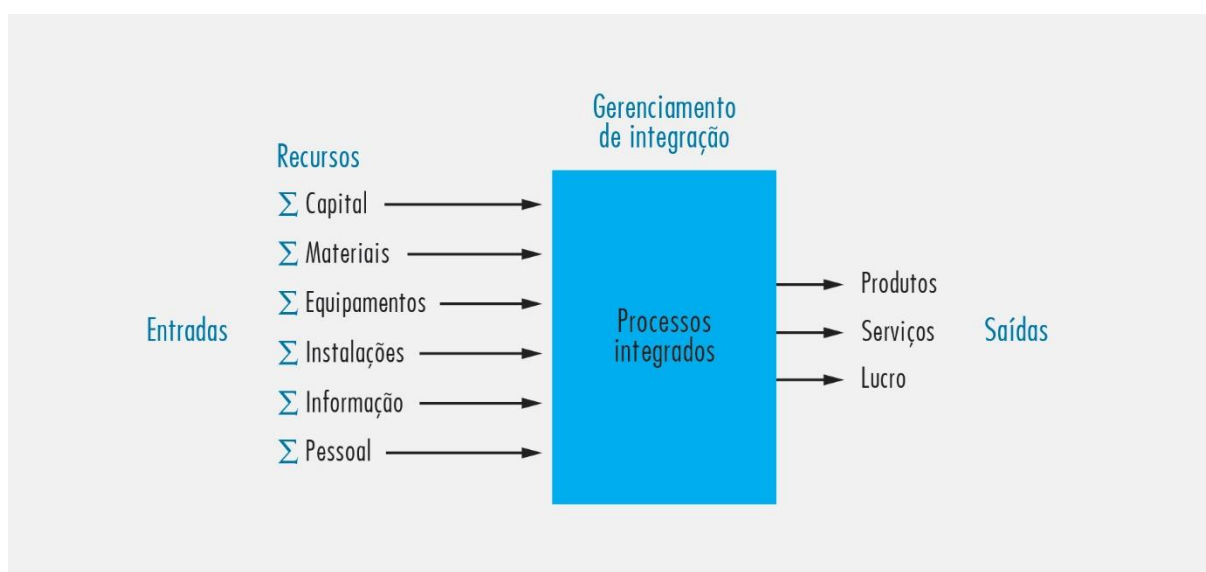 Gerenciamento
de integração
Recursos
Σ Capital
Σ Materiais
Σ Equipamentos
Σ Instalações
Σ Informação
Σ Pessoal
Entradas
Processos
integrados
Produtos
Serviços
Lucro
Saídas